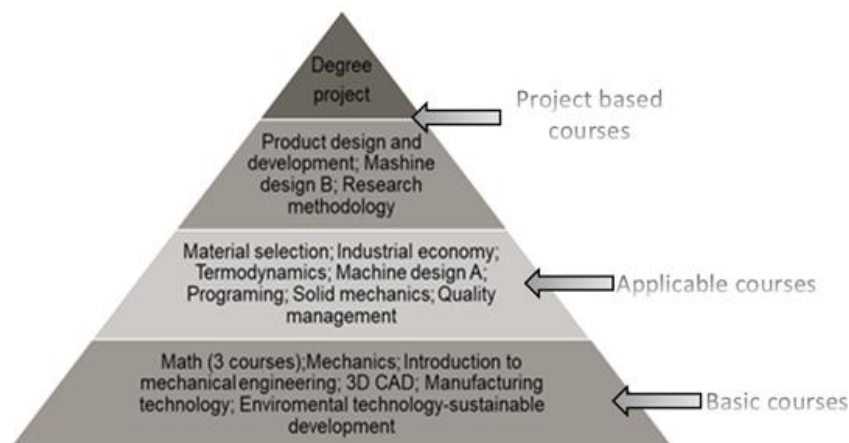 Degree
project
Project based
courses
Product design and
development; Mashine
design B; Research
methodology
Material selection; Industrial economy;
Termodynamics; Machine design A;
Programing; Solid mechanics; Quality
management
Applicable courses
Math (3 courses);Mechanics; Introduction to
mechanical engineering; 3D CAD; Manufacturing
technology; Enviromental technology-sustainable
development
Basic courses